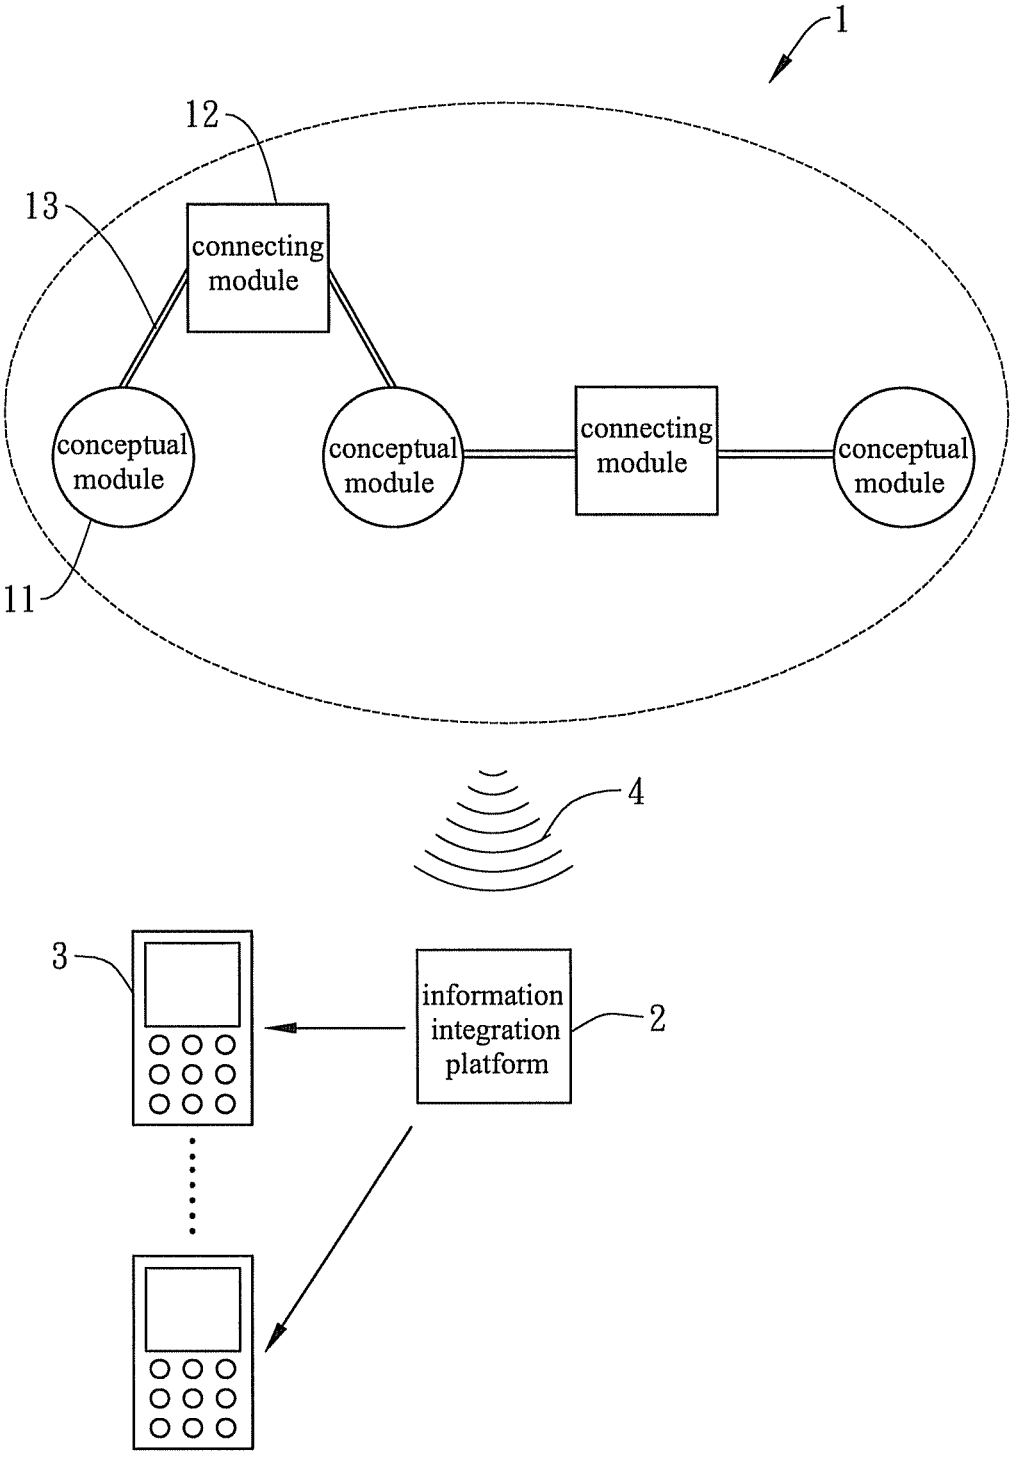 1
12
13
connecting
module
conceptual
module
conceptual
module
connecting
module
conceptual
module
11
4
3
information
integration
platform
2